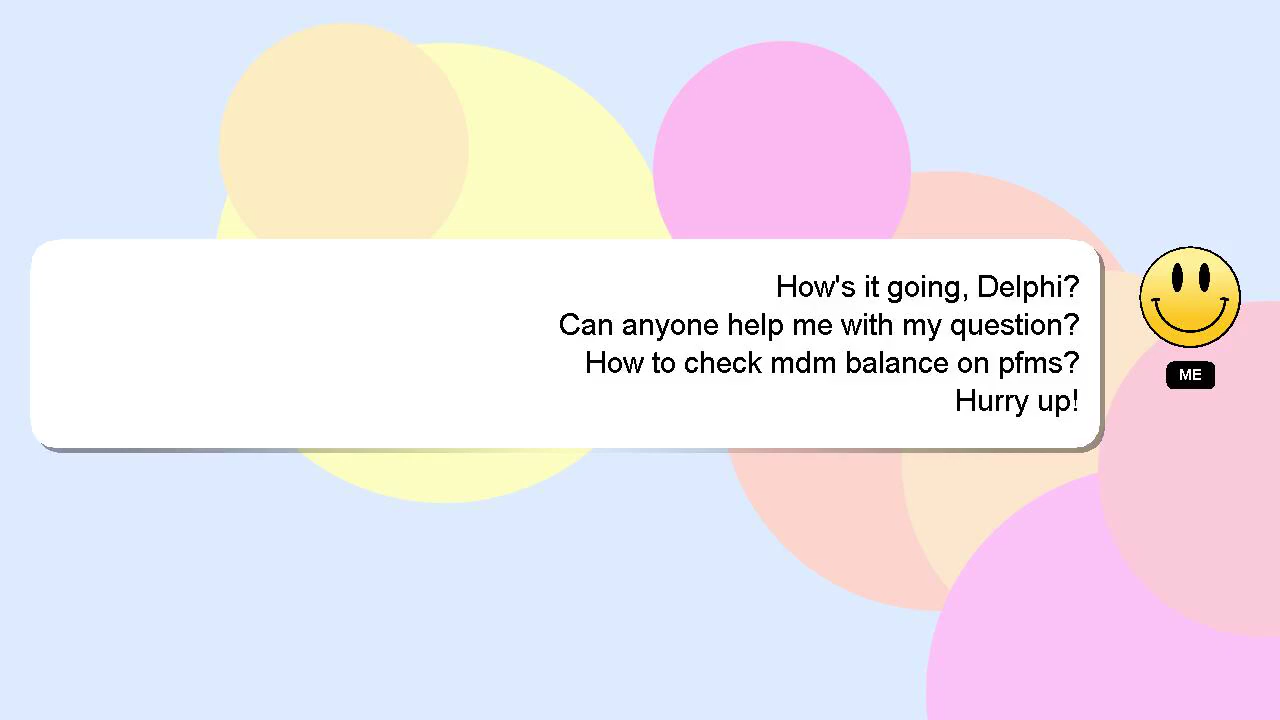 How's it going, Delphi?
Can anyone help me with my question?
How to check mdm balance on pfms?
Hurry up!
ME